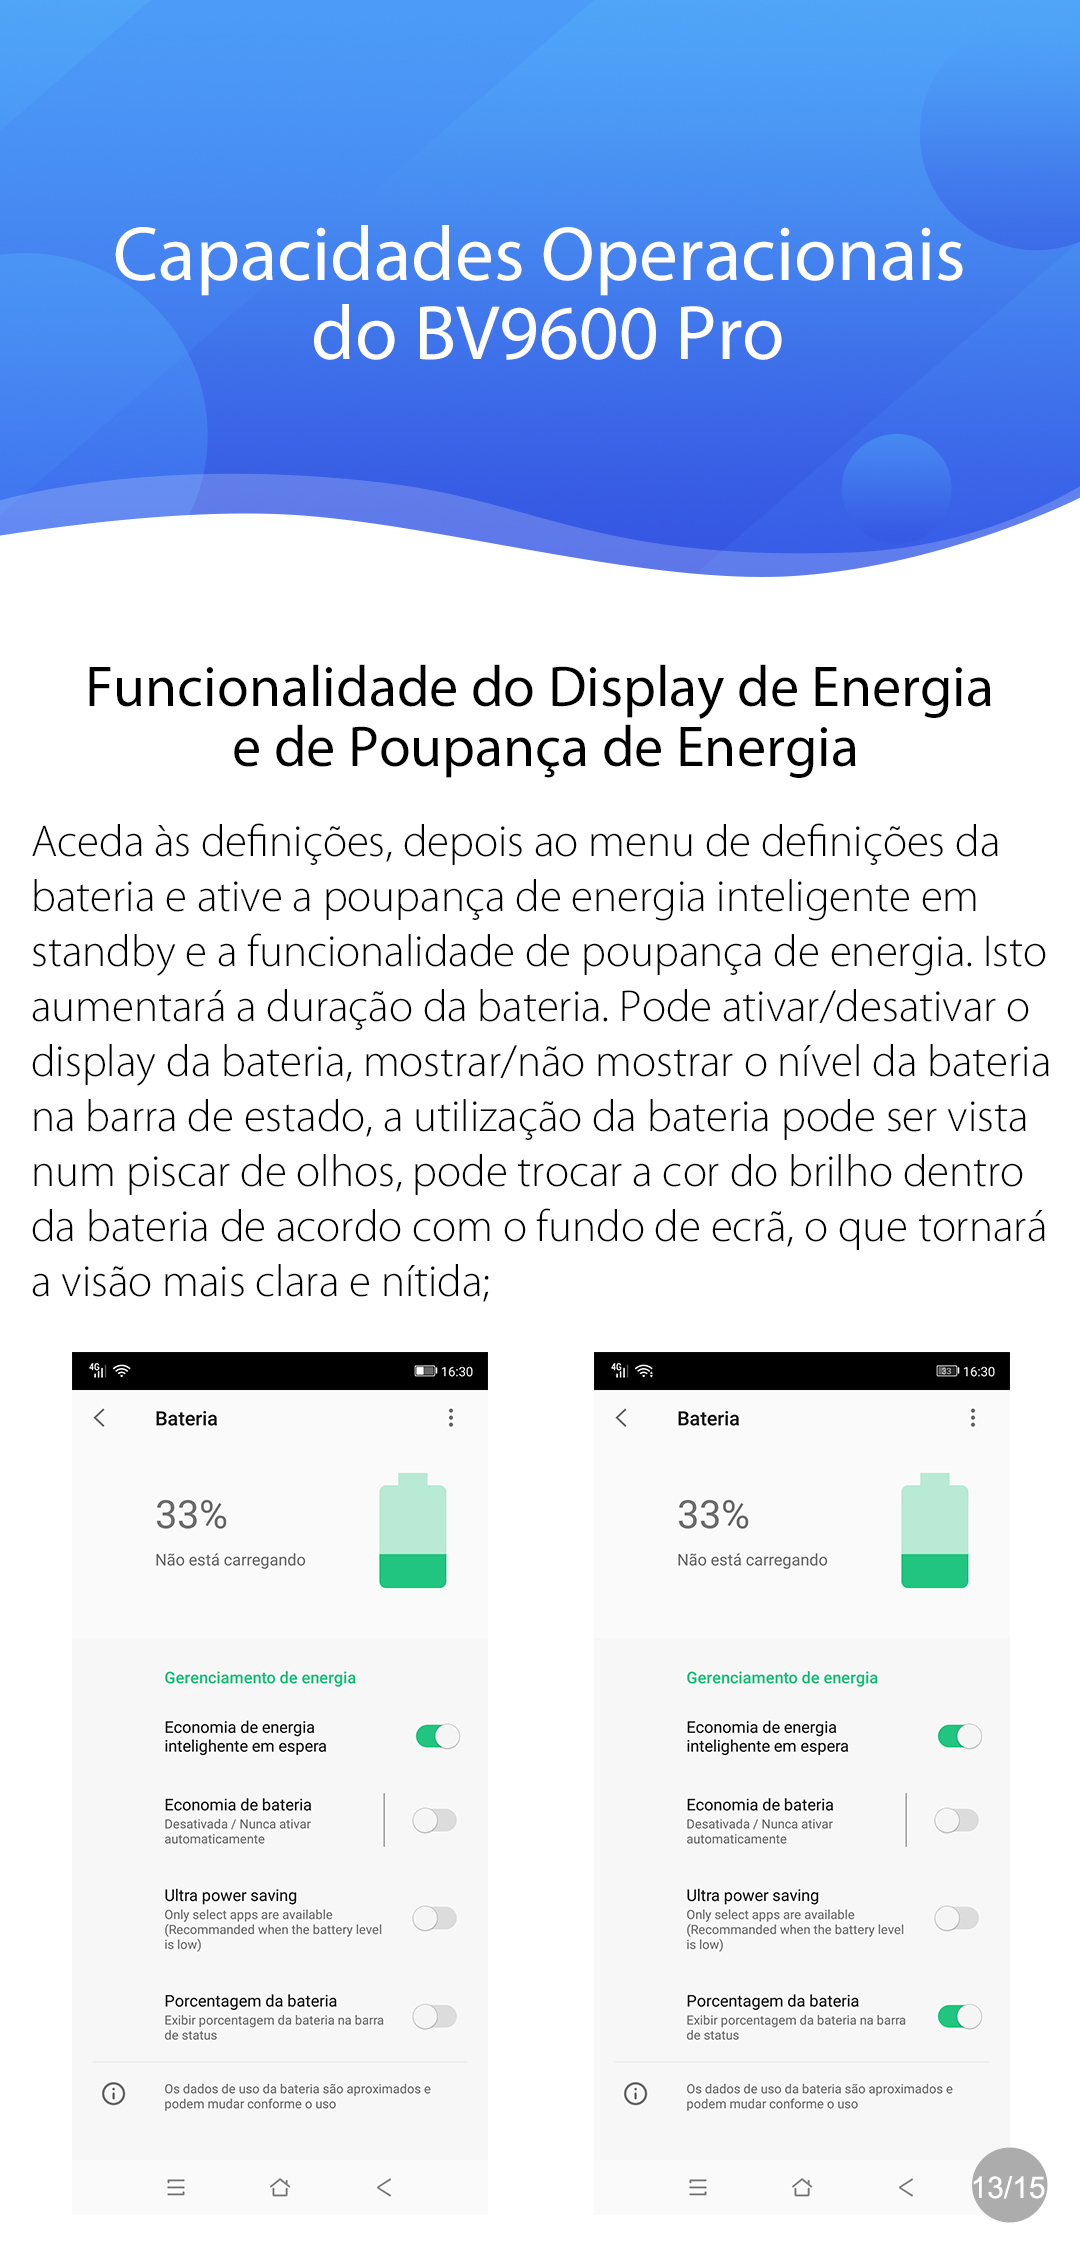 Capacidades Operacionais
do BV9600 Pro
Funcionalidade do Display de Energia
e de Poupança de Energia
Aceda às definições, depois ao menu de definições da
bateria e ative a poupança de energia inteligente em
standby e a funcionalidade de poupança de energia. Isto
aumentará a duração da bateria. Pode ativar/desativar o
display da bateria, mostrar/não mostrar o nível da bateria
na barra de estado, a utilização da bateria pode ser vista
num piscar de olhos, pode trocar a cor do brilho dentro
da bateria de acordo com o fundo de ecrã, o que tornará
a visão mais clara e nítida;
4G 16:30
Bateria
33%
Não está carregando
Gerenciamento de energia
Economia de energia
intelighente em espera
Economia de bateria
Desativada / Nunca ativar
automaticamente
Ultra power saving
Only select apps are available
(Recommanded when the battery level
is low)
Porcentagem da bateria
Exibir porcentagem da bateria na barra
de status
Os dados de uso da bateria são aproximados e
podem mudar conforme o uso
4G 33 16:30
Bateria
33%
Não está carregando
Gerenciamento de energia
Economia de energia
intelighente em espera
Economia de bateria
Desativada / Nunca ativar
automaticamente
Ultra power saving
Only select apps are available
(Recommanded when the battery level
is low)
Porcentagem da bateria
Exibir porcentagem da bateria na barra
de status
Os dados de uso da bateria são aproximados e
podem mudar conforme o uso
13/15